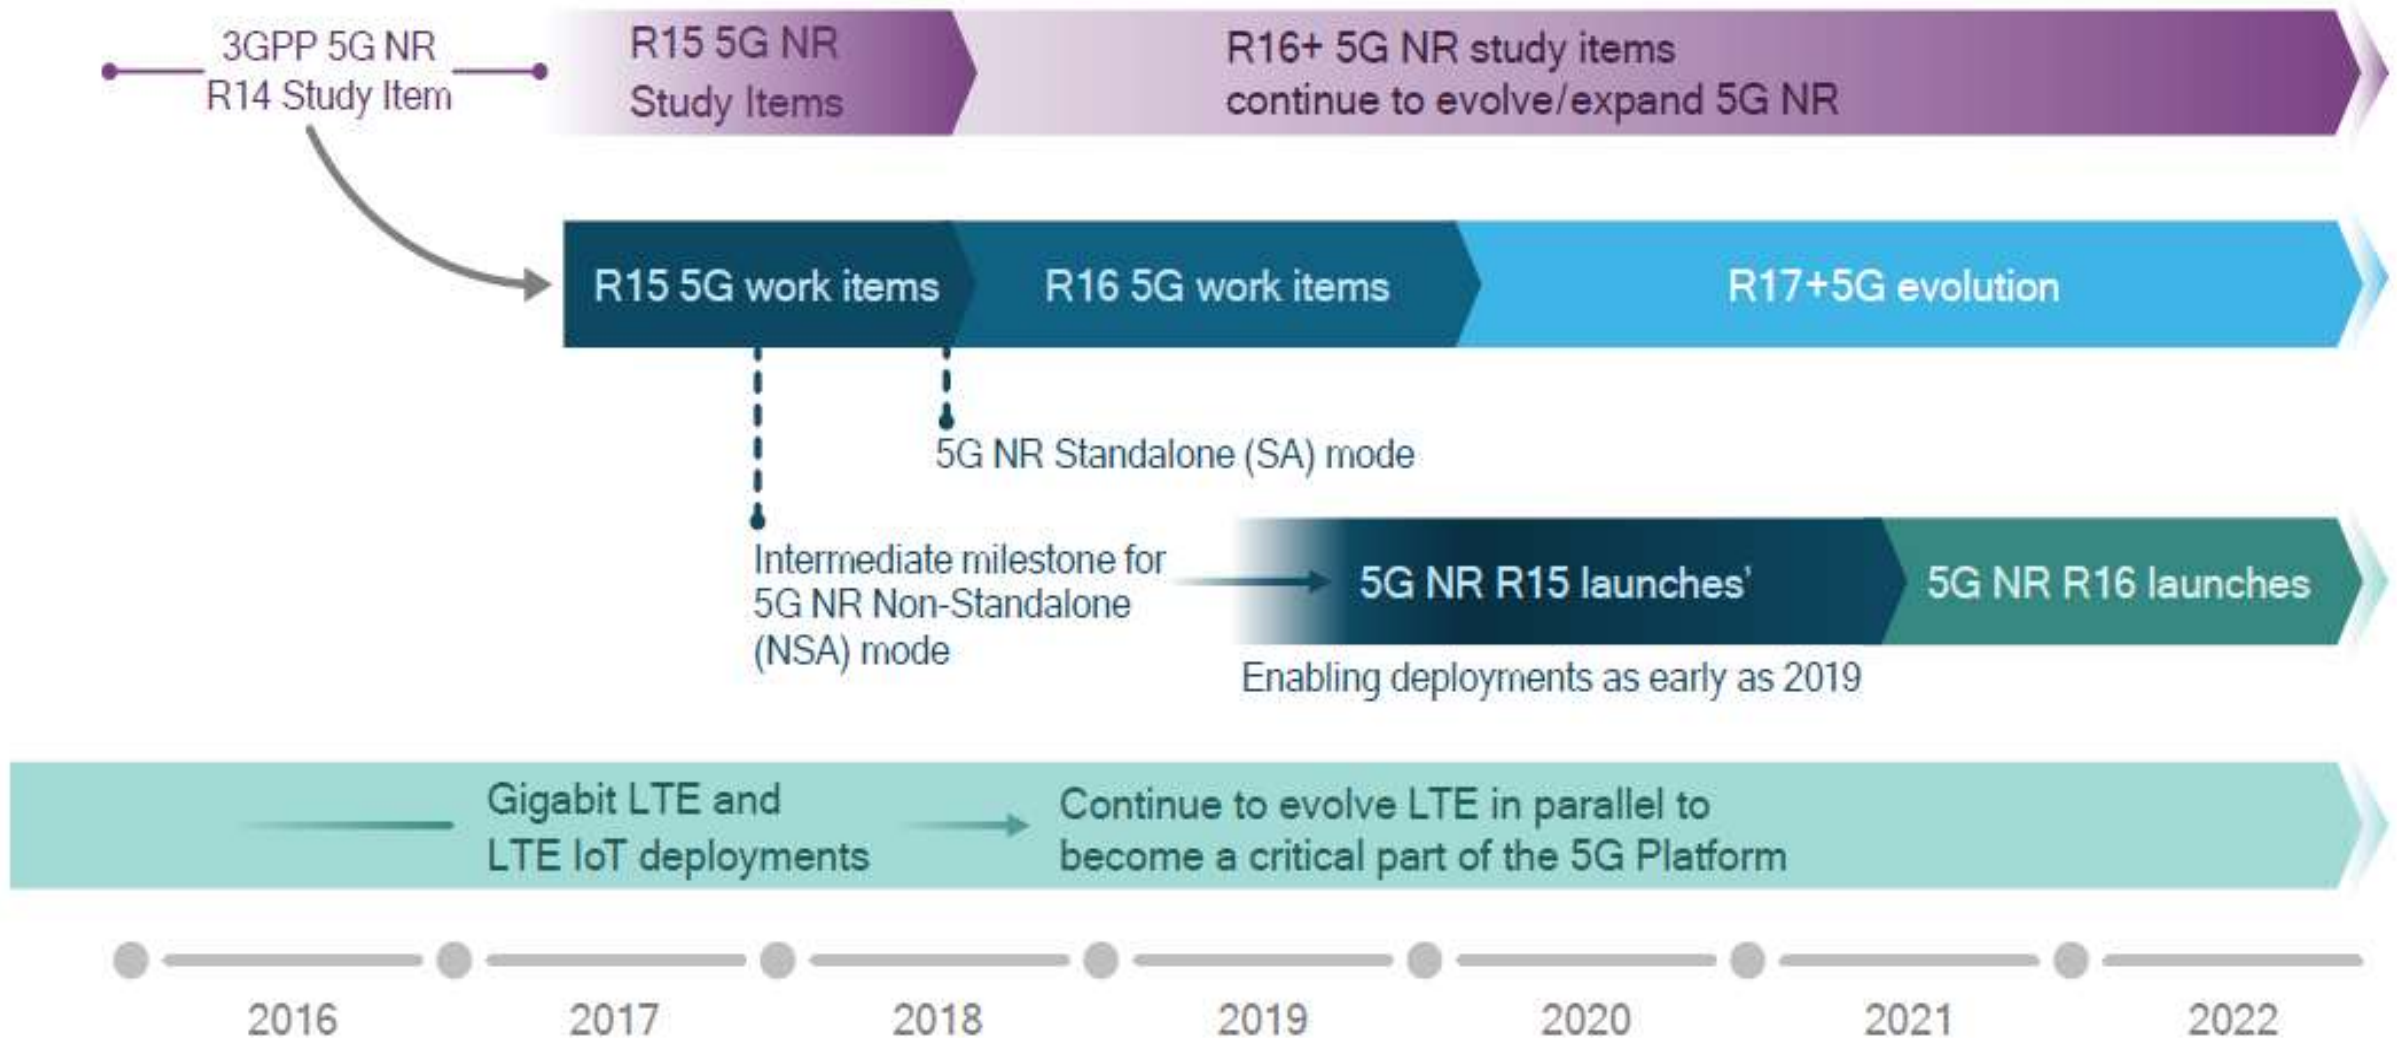 3GPP 5G NR
R14 Study Item
R15 5G NR
Study Items
R16+ 5G NR study items
continue to evolve/expand 5G NR
R15 5G work items
R16 5G work items
R17+5G evolution
5G NR Standalone (SA) mode
Intermediate milestone for
5G NR Non-Standalone
(NSA) mode
5G NR R15 launches’
5G NR R16 launches
Enabling deployments as early as 2019
Gigabit LTE and
LTE IoT deployments
Continue to evolve LTE in parallel to
become a critical part of the 5G Platform
2016
2017
2018
2019
2020
2021
2022